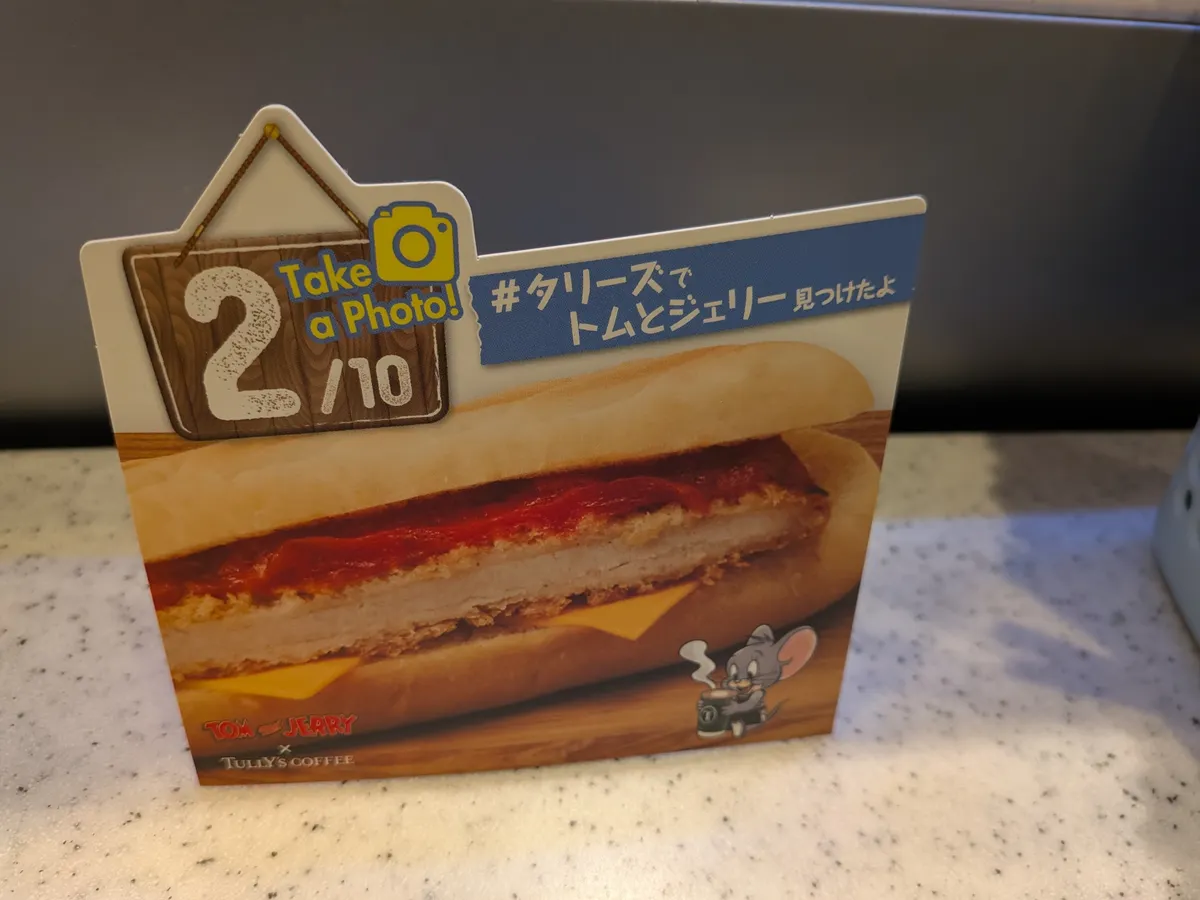 2/10
Take
a Photo!
#タリーズで
トムとジェリー見つけたよ
TOM AND JERRY
×
TULLY'S COFFEE
T